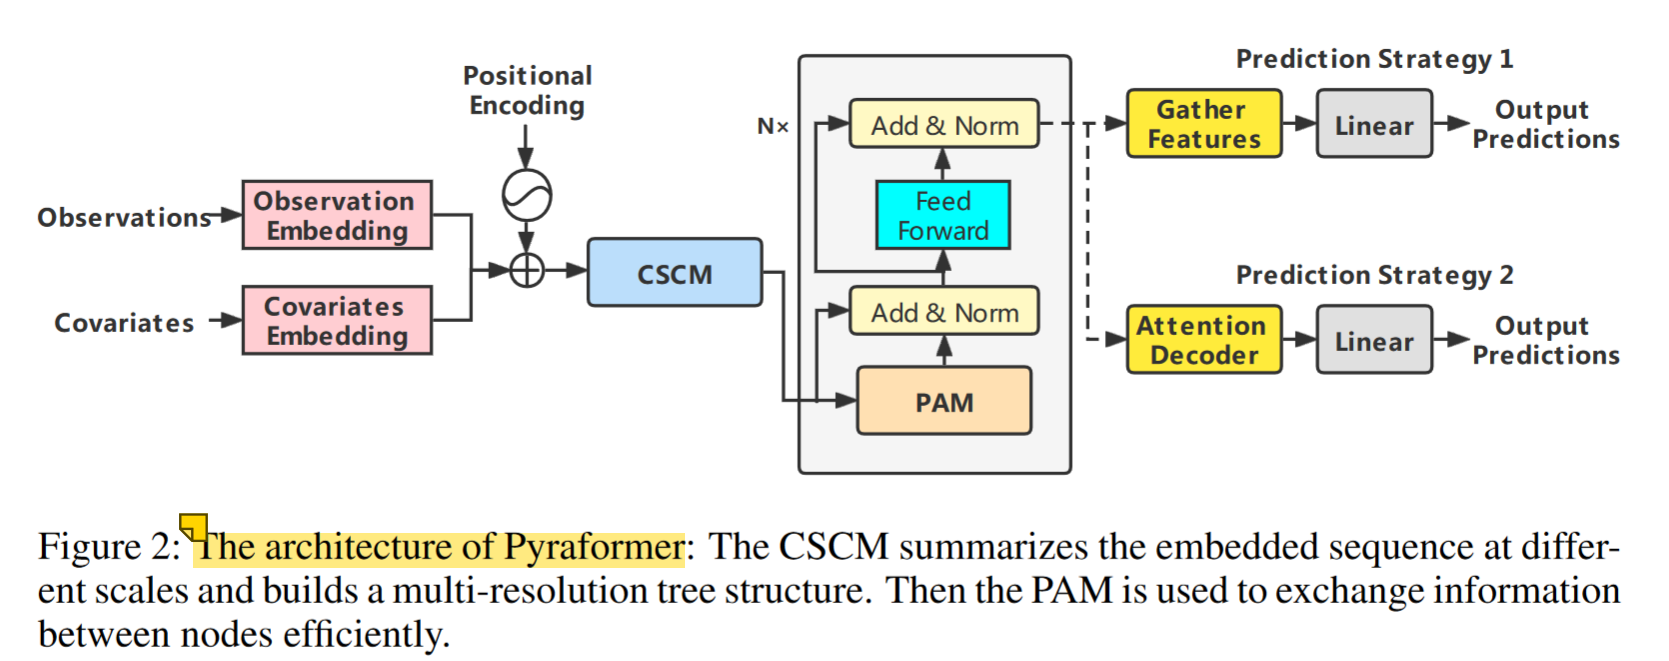 Positional
Encoding
Observations
Observation
Embedding
Covariates
Covariates
Embedding
CSCM
N×
Add & Norm
Feed
Forward
Add & Norm
PAM
Prediction Strategy 1
Gather
Features
Linear
Output
Predictions
Prediction Strategy 2
Attention
Decoder
Linear
Output
Predictions
Figure 2: The architecture of Pyraformer: The CSCM summarizes the embedded sequence at differ-
ent scales and builds a multi-resolution tree structure. Then the PAM is used to exchange information
between nodes efficiently.